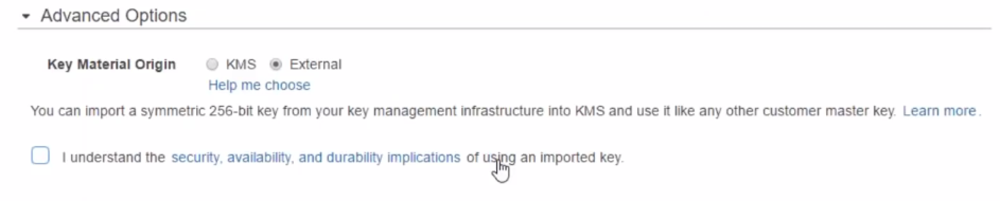 Advanced Options
Key Material Origin KMS External
Help me choose
You can import a symmetric 256-bit key from your key management infrastructure into KMS and use it like any other customer master key. Learn more.
I understand the security, availability, and durability implications of using an imported key.